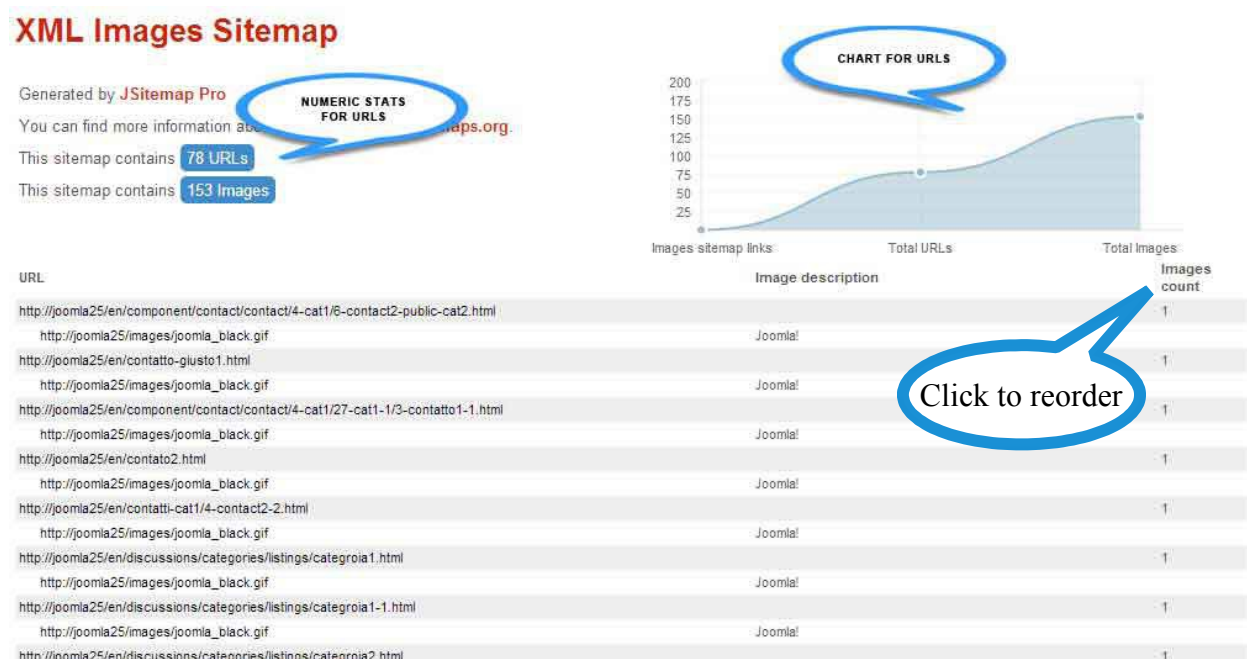 XML Images Sitemap
Generated by JSitemap Pro
You can find more information
aps.org.
This sitemap contains 78 URLs
This sitemap contains 153 Images
NUMERIC STATS
FOR URLS
CHART FOR URLS
200
175
150
125
100
75
50
25
Images sitemap links Total URLs Total Images
URL Image description Images
count
http://joomla25/en/component/contact/contact/4-cat1/6-contact2-public-cat2.html 1
http://joomla25/images/joomla_black.gif Joomla!
http://joomla25/en/contatto-giusto1.html 1
http://joomla25/images/joomla_black.gif Joomla!
Click to reorder
http://joomla25/en/component/contact/contact/4-cat1/27-cat1-1/3-contatto1-1.html 1
http://joomla25/images/joomla_black.gif Joomla!
http://joomla25/en/contato2.html 1
http://joomla25/images/joomla_black.gif Joomla!
http://joomla25/en/contatti-cat1/4-contact2-2.html 1
http://joomla25/images/joomla_black.gif Joomla!
http://joomla25/en/discussions/categories/listings/categroia1.html 1
http://joomla25/images/joomla_black.gif Joomla!
http://joomla25/en/discussions/categories/listings/categroia1-1.html 1
http://joomla25/images/joomla_black.gif Joomla!
http://joomla25/en/discussions/categories/listings/categroia2.html 1